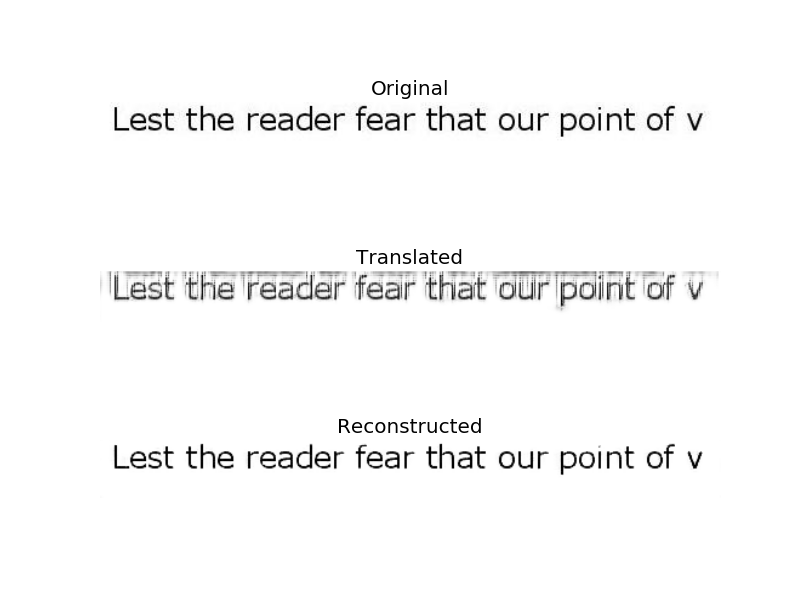 Original
Lest the reader fear that our point of v
Translated
Lest the reader fear that our point of v
Reconstructed
Lest the reader fear that our point of v